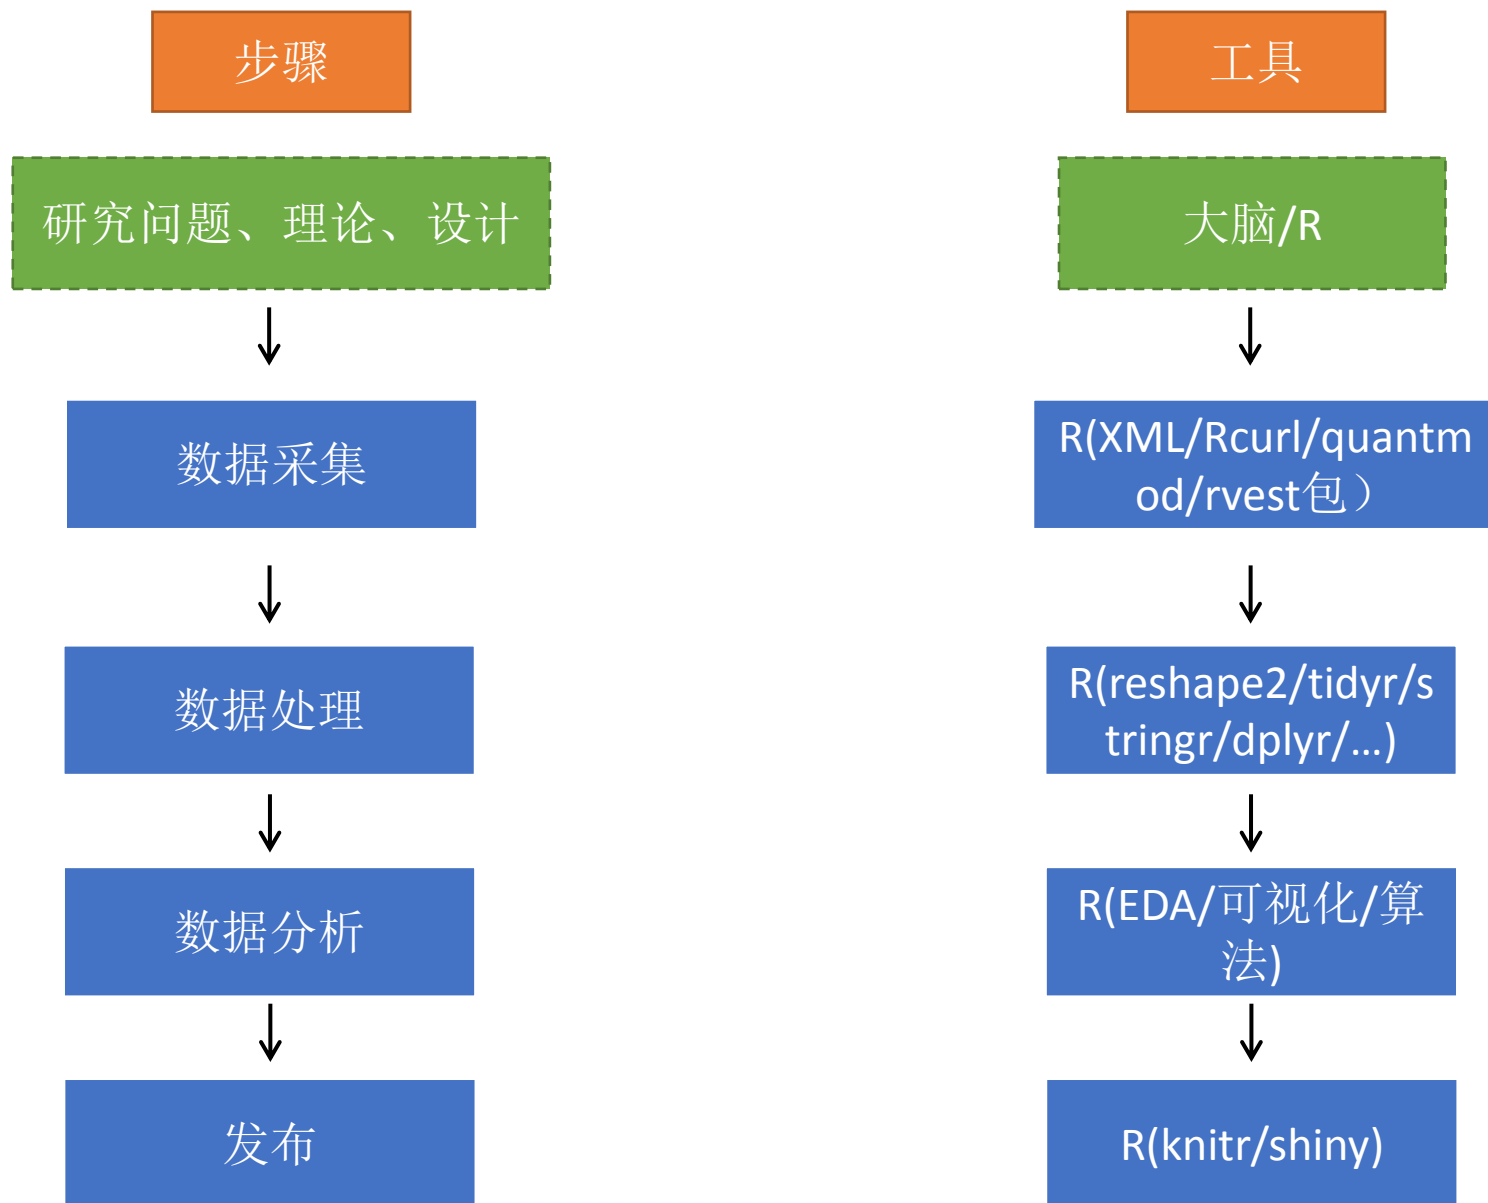 步骤
工具
研究问题、理论、设计
大脑/R
数据采集
R(XML/Rcurl/quantm
od/rvest包）
数据处理
R(reshape2/tidyr/s
tringr/dplyr/...)
数据分析
R(EDA/可视化/算
法)
发布
R(knitr/shiny)